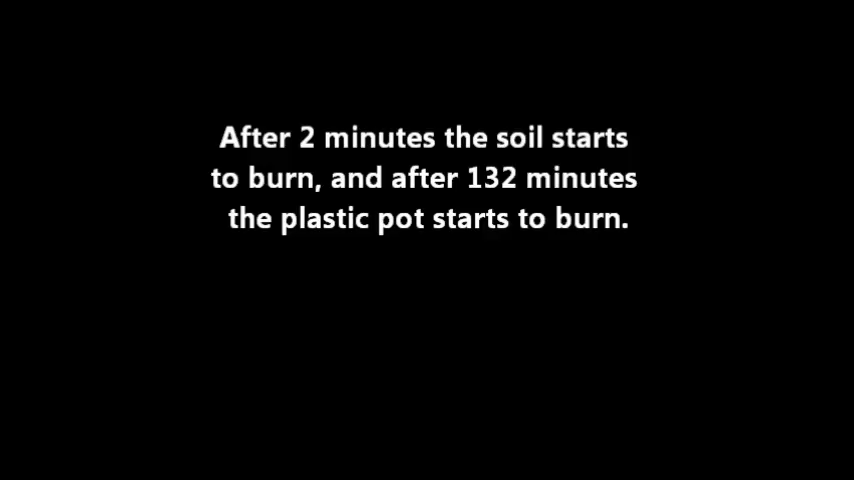 After 2 minutes the soil starts
to burn, and after 132 minutes
the plastic pot starts to burn.